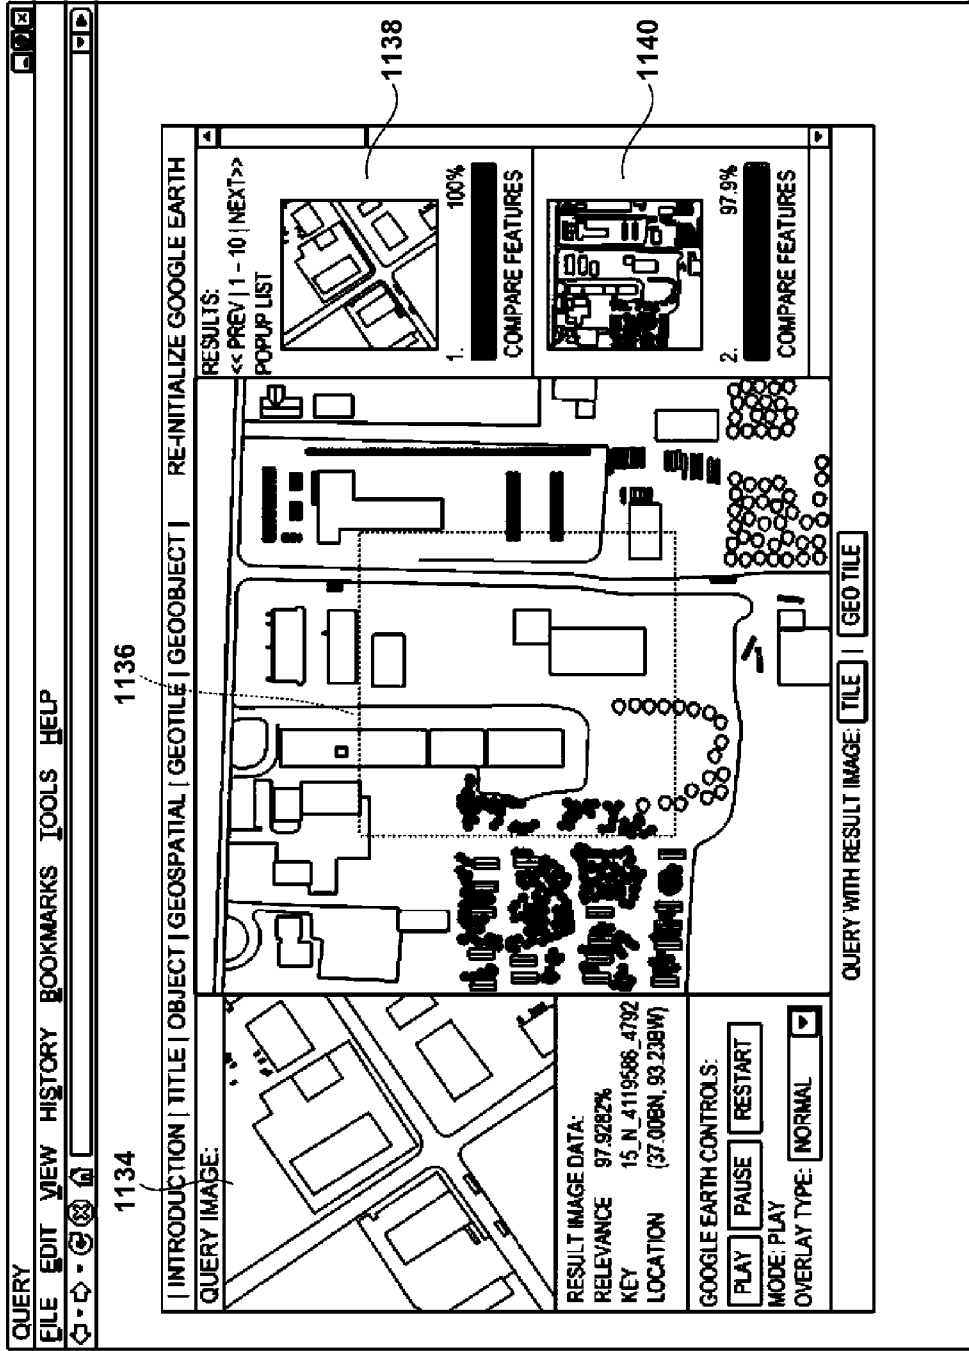 QUERY
FILE EDIT VIEW HISTORY BOOKMARKS TOOLS HELP
1134
1136
1138
1140
| INTRODUCTION | TITLE | OBJECT | GEOSPATIAL | GEOTILE | GEOOBJECT | RE-INITIALIZE GOOGLE EARTH
QUERY IMAGE:
RESULT IMAGE DATA:
RELEVANCE 97.9282%
KEY 15_N_4119586_4792
LOCATION (37.00BN, 93.23BW)
GOOGLE EARTH CONTROLS:
PLAY PAUSE RESTART
MODE: PLAY
OVERLAY TYPE: NORMAL
RESULTS:
<< PREV | 1 – 10 | NEXT>>
POPUP LIST
1. 100%
COMPARE FEATURES
2. 97.9%
COMPARE FEATURES
QUERY WITH RESULT IMAGE: TILE | GEO TILE